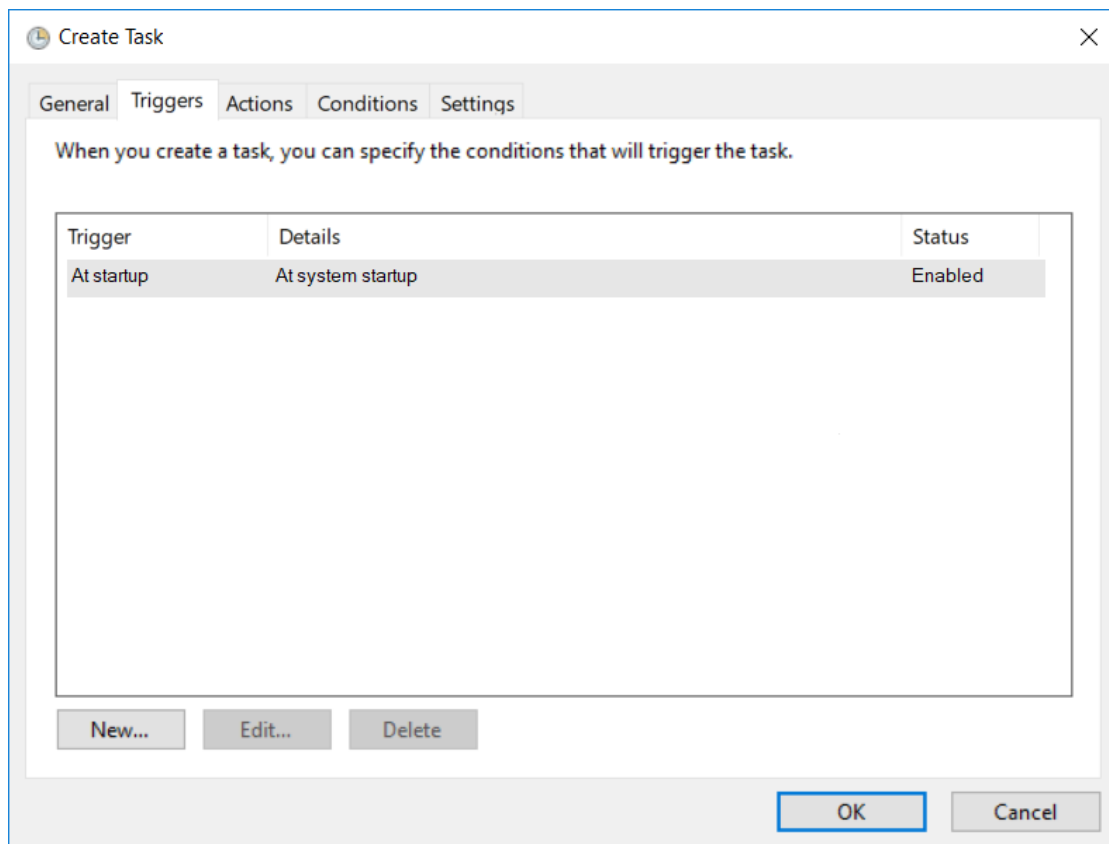 Create Task
General Triggers Actions Conditions Settings
When you create a task, you can specify the conditions that will trigger the task.
Trigger Details Status
At startup At system startup Enabled
New... Edit... Delete
OK Cancel